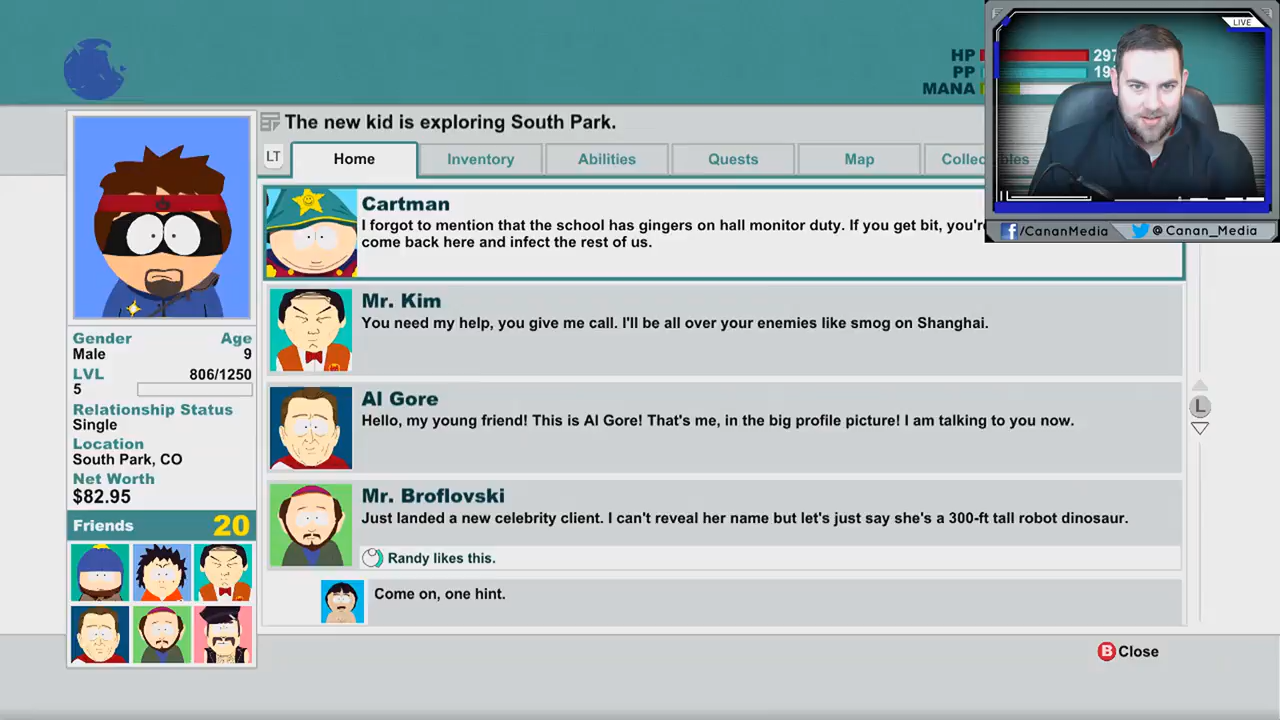 LIVE
HP 297
PP 19
MANA
/CananMedia
@Canan_Media
The new kid is exploring South Park.
LT
Home
Inventory
Abilities
Quests
Map
Cartman
I forgot to mention that the school has gingers on hall monitor duty. If you get bit,
come back here and infect the rest of us.
Mr. Kim
You need my help, you give me call. I'll be all over your enemies like smog on Shanghai.
Al Gore
Hello, my young friend! This is Al Gore! That's me, in the big profile picture! I am talking to you now.
Mr. Broflovski
Just landed a new celebrity client. I can't reveal her name but let's just say she's a 300-ft tall robot dinosaur.
Randy likes this.
Come on, one hint.
Gender Age
Male 9
LVL 806/1250
5
Relationship Status
Single
Location
South Park, CO
Net Worth
$82.95
Friends 20
L
B Close